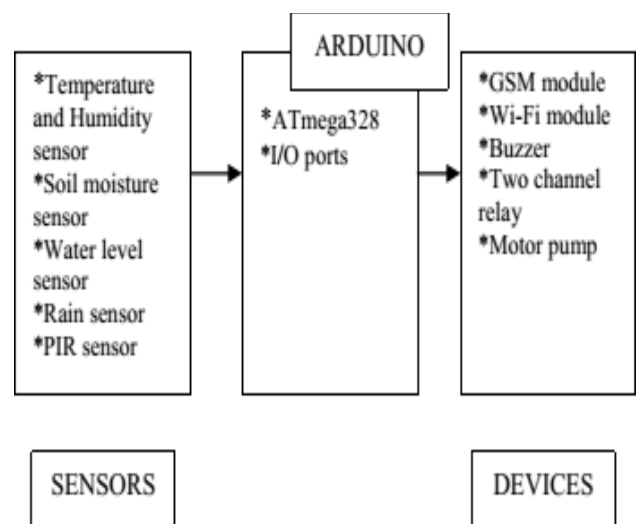 ARDUINO
*Temperature
and Humidity
sensor
*Soil moisture
sensor
*Water level
sensor
*Rain sensor
*PIR sensor
*ATmega328
*I/O ports
*GSM module
*Wi-Fi module
*Buzzer
*Two channel
relay
*Motor pump
SENSORS
DEVICES